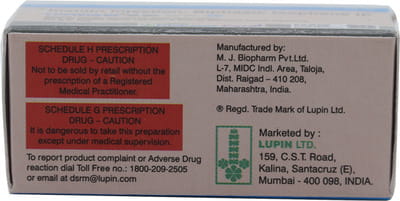 SCHEDULE H PRESCRIPTION
DRUG – CAUTION
Not to be sold by retail without the
prescription of a Registered
Medical Practitioner.
SCHEDULE G PRESCRIPTION
DRUG – CAUTION
It is dangerous to take this preparation
except under medical supervision.
To report product complaint or Adverse Drug
reaction dial Toll Free no.: 1800-209-2505
or email at dsrm@lupin.com
Manufactured by:
M. J. Biopharm Pvt.Ltd.
L-7, MIDC Indl. Area, Taloja,
Dist. Raigad – 410 208,
Maharashtra, India.
® Regd. Trade Mark of Lupin Ltd.
Marketed by :
LUPIN LTD.
159, C.S.T. Road,
Kalina, Santacruz (E),
Mumbai - 400 098, INDIA.